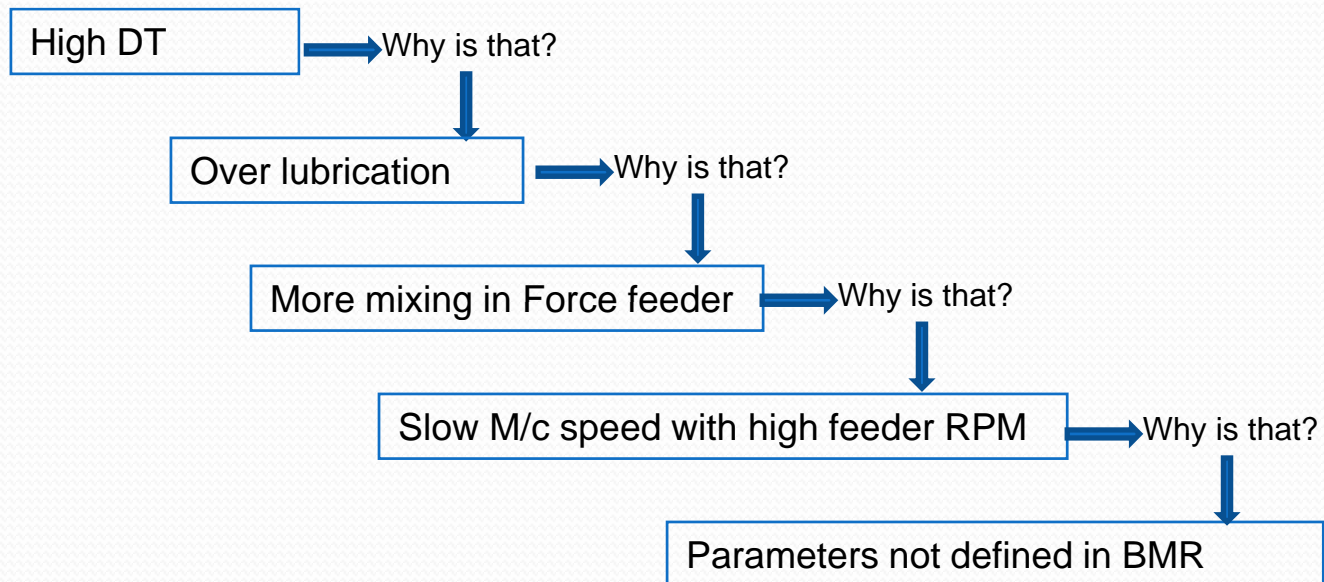 High DT
Why is that?
Over lubrication
Why is that?
More mixing in Force feeder
Why is that?
Slow M/c speed with high feeder RPM
Why is that?
Parameters not defined in BMR